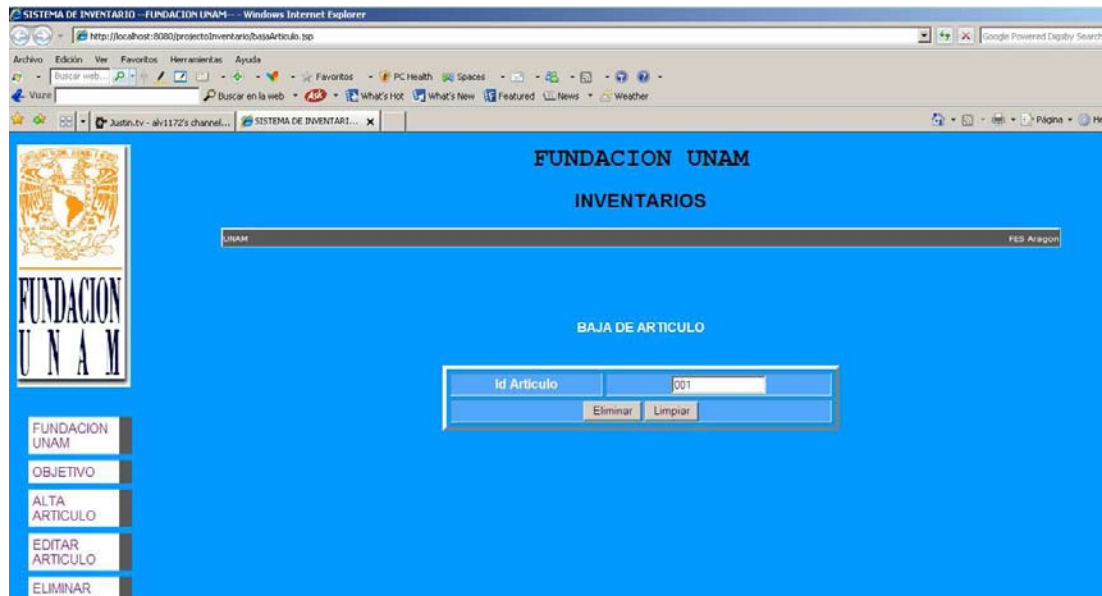 SISTEMA DE INVENTARIO --FUNDACION UNAM-- - Windows Internet Explorer
http://localhost:8080/projectoInventario/bajaArticulo.jsp
Google Powered Digsby Search
Archivo Edición Ver Favoritos Herramientas Ayuda
Buscar web... Favoritos PC Health Spaces
Vuze Buscar en la web Ask What's Hot What's New Featured News Weather
Justin.tv - alv1172's channel... SISTEMA DE INVENTARI... Página
FUNDACION UNAM
INVENTARIOS
UNAM FES Aragon
FUNDACION
UNAM
BAJA DE ARTICULO
Id Articulo 001
Eliminar Limpiar
FUNDACION
UNAM
OBJETIVO
ALTA
ARTICULO
EDITAR
ARTICULO
ELIMINAR